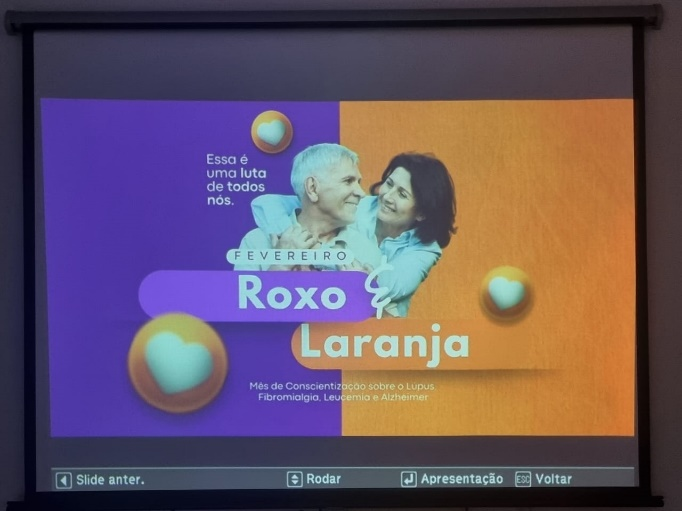 Essa é
uma luta
de todos
nós.
FEVEREIRO
Roxo &
Laranja
Mês de Conscientização sobre o Lupus,
Fibromialgia, Leucemia e Alzheimer
Slide anter.
Rodar
Apresentação
ESC Voltar